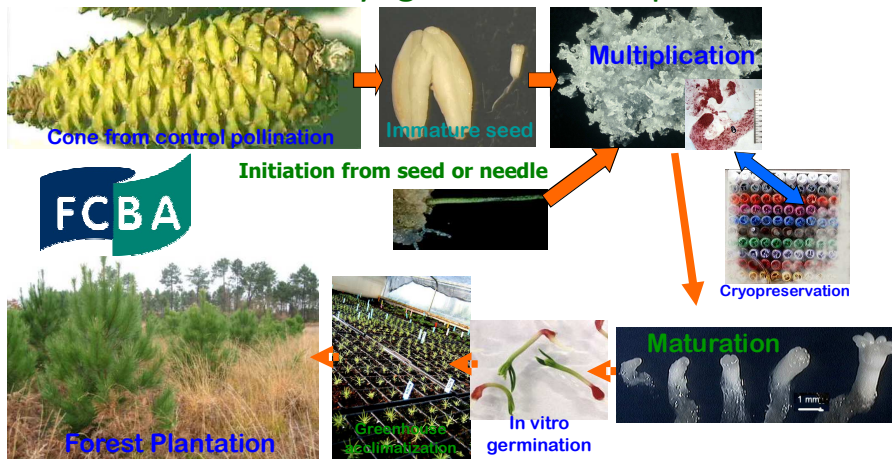 Multiplication
Cone from control pollination
Immature seed
Initiation from seed or needle
FCBA
Cryopreservation
Maturation
1 mm
Forest Plantation
Greenhouse
acclimatization
In vitro
germination